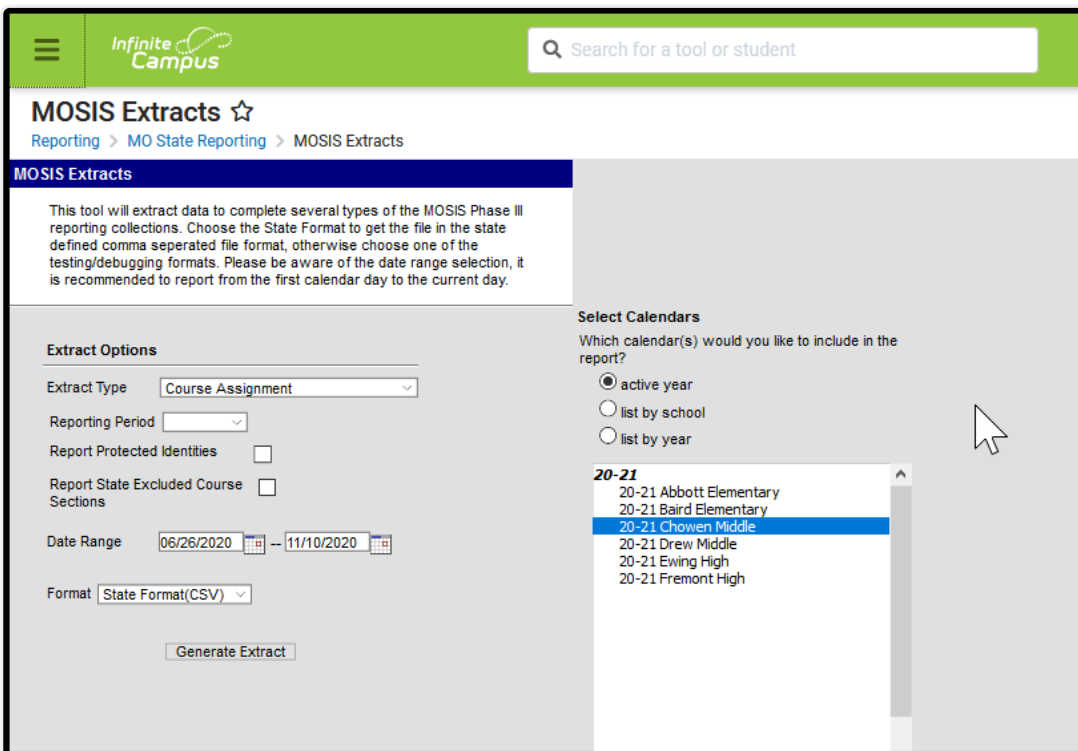 Infinite Campus
Search for a tool or student
MOSIS Extracts
Reporting > MO State Reporting > MOSIS Extracts
MOSIS Extracts
This tool will extract data to complete several types of the MOSIS Phase III
reporting collections. Choose the State Format to get the file in the state
defined comma seperated file format, otherwise choose one of the
testing/debugging formats. Please be aware of the date range selection, it
is recommended to report from the first calendar day to the current day.
Extract Options
Extract Type Course Assignment
Reporting Period
Report Protected Identities
Report State Excluded Course
Sections
Date Range 06/26/2020 -- 11/10/2020
Format State Format(CSV)
Generate Extract
Select Calendars
Which calendar(s) would you like to include in the
report?
active year
list by school
list by year
20-21
20-21 Abbott Elementary
20-21 Baird Elementary
20-21 Chowen Middle
20-21 Drew Middle
20-21 Ewing High
20-21 Fremont High